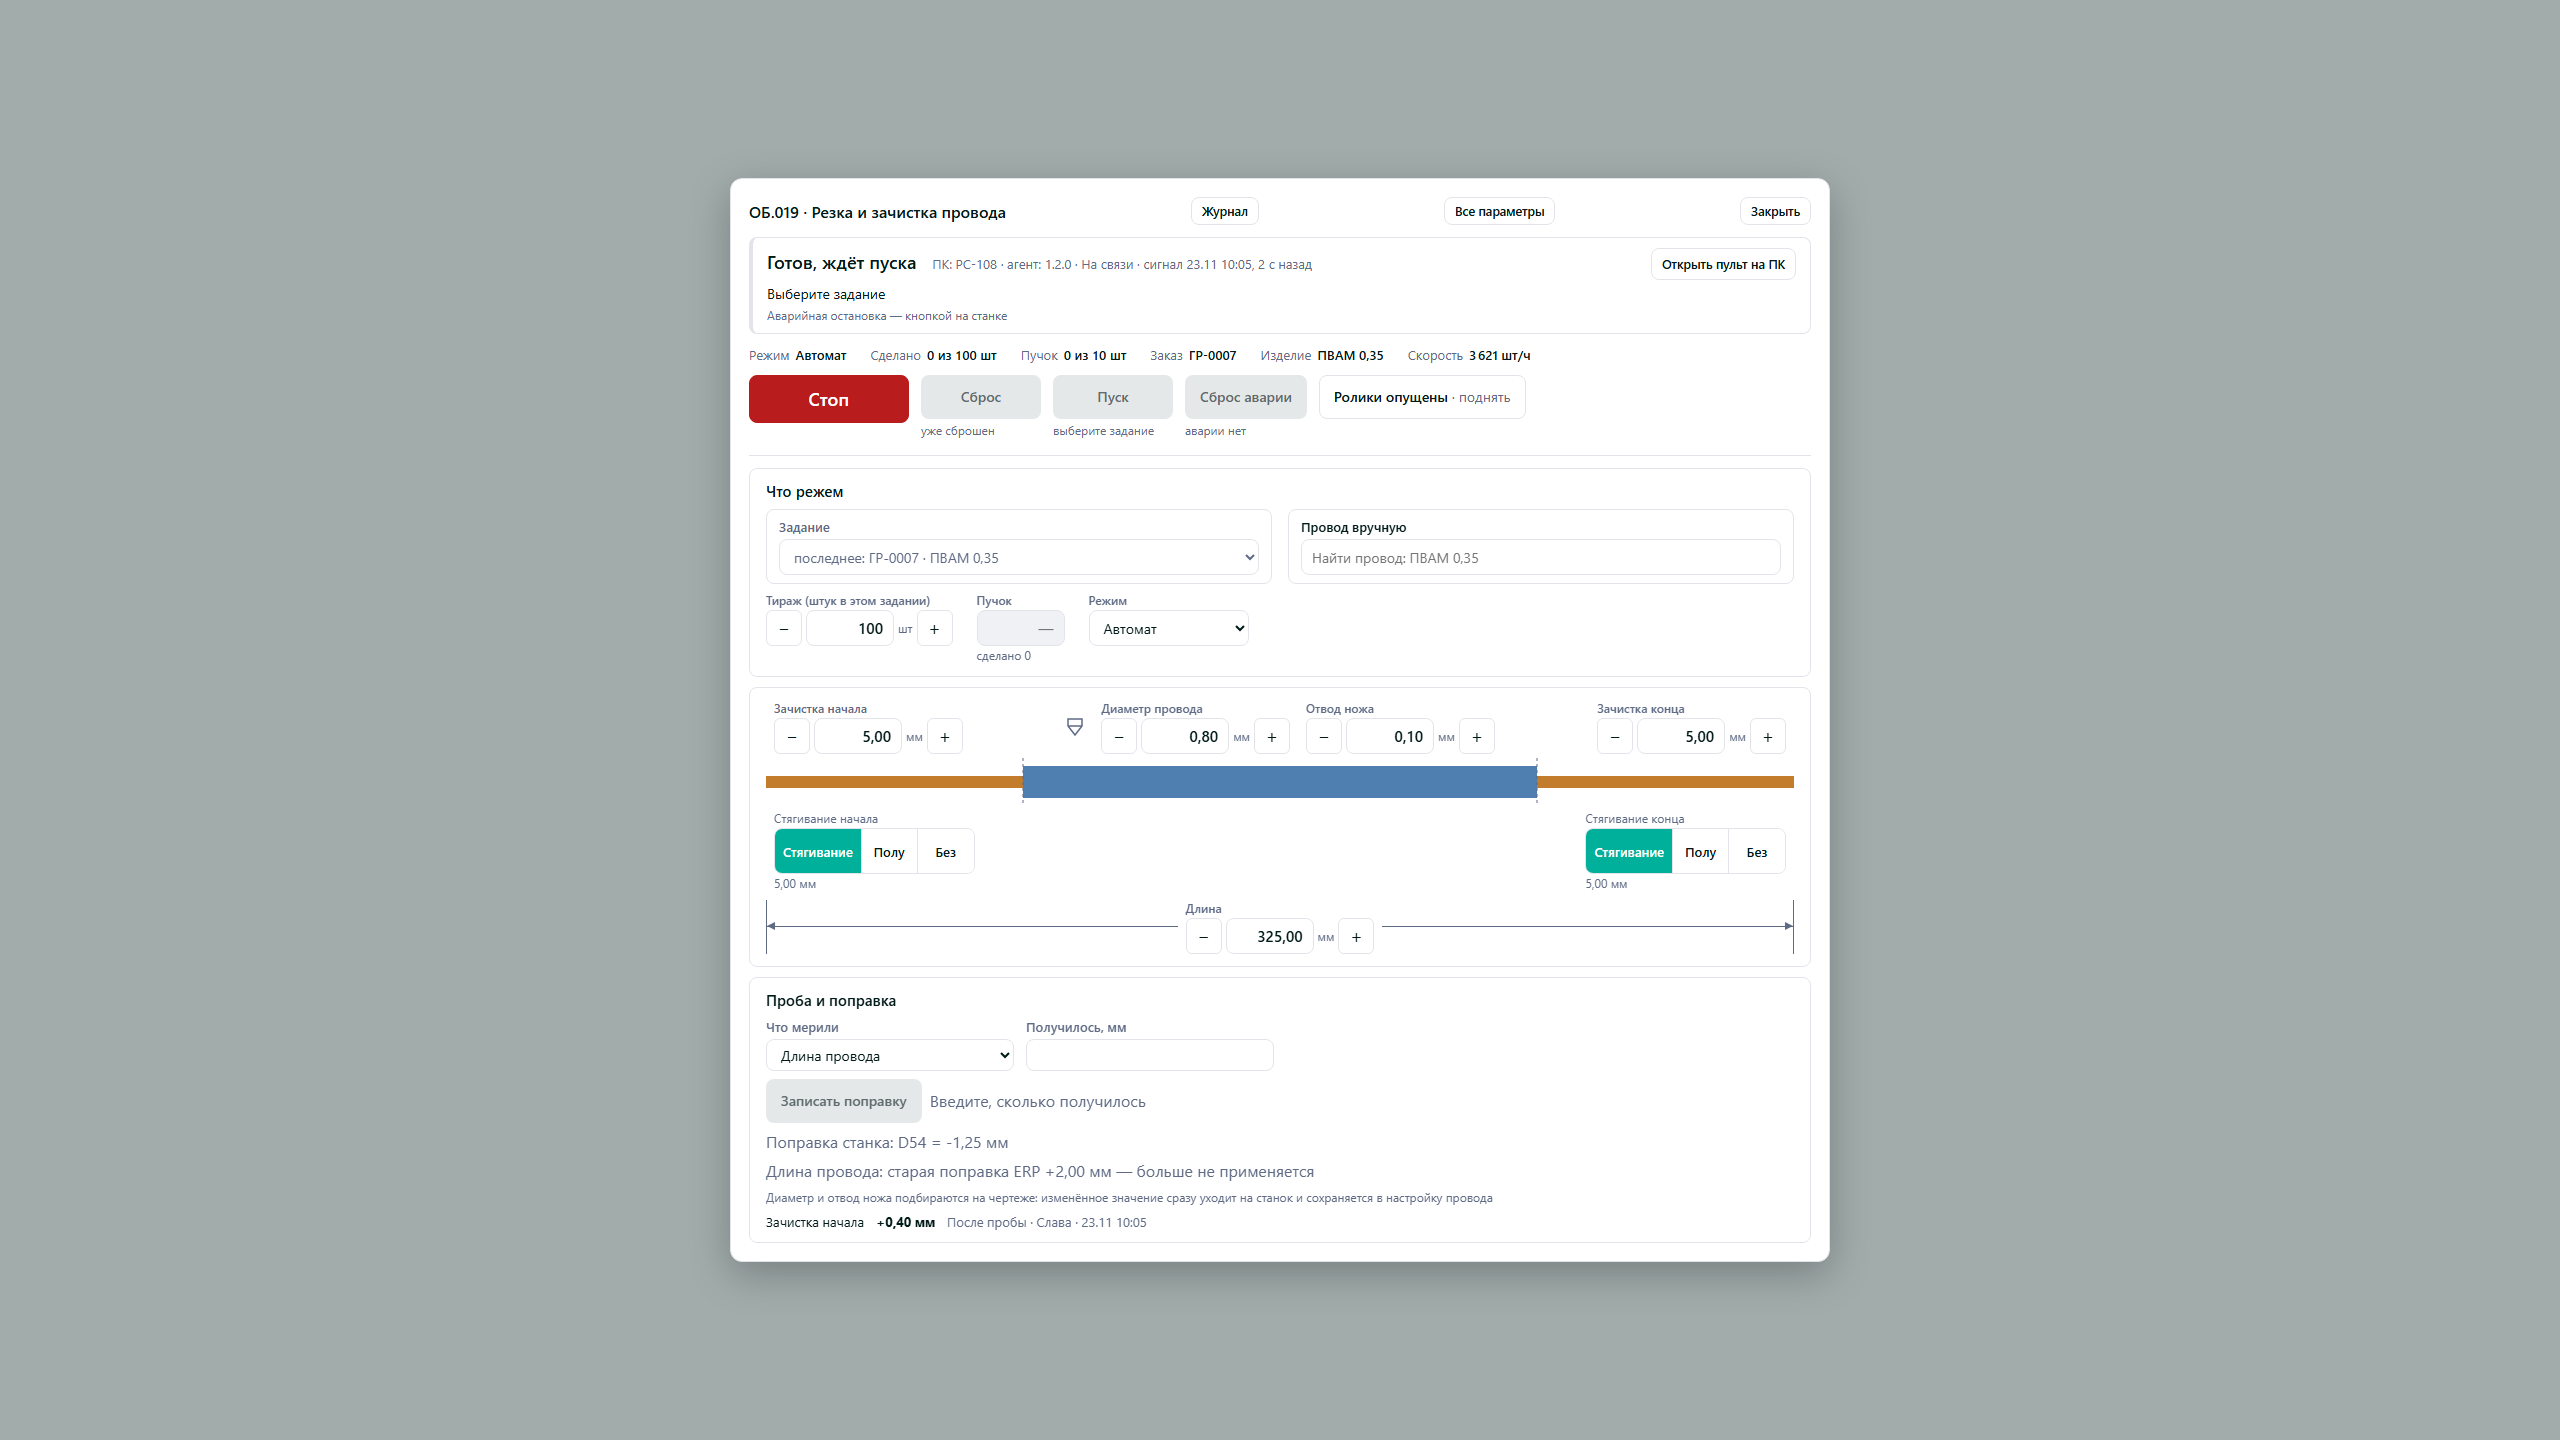 ОБ.019 · Резка и зачистка провода Журнал Все параметры Закрыть
Готов, ждёт пуска ПК: PC-108 · агент: 1.2.0 · На связи · сигнал 23.11 10:05, 2 с назад Открыть пульт на ПК
Выберите задание
Аварийная остановка — кнопкой на станке
Режим Автомат Сделано 0 из 100 шт Пучок 0 из 10 шт Заказ ГР-0007 Изделие ПВАМ 0,35 Скорость 3 621 шт/ч
Стоп Сброс Пуск Сброс аварии Ролики опущены · поднять
уже сброшен выберите задание аварии нет
Что режем
Задание Провод вручную
последнее: ГР-0007 · ПВАМ 0,35 Найти провод: ПВАМ 0,35
Тираж (штук в этом задании) Пучок Режим
− 100 шт + — Автомат
сделано 0
Зачистка начала Диаметр провода Отвод ножа Зачистка конца
− 5,00 мм + − 0,80 мм + − 0,10 мм + − 5,00 мм +
Стягивание начала Стягивание конца
Стягивание Полу Без Стягивание Полу Без
5,00 мм 5,00 мм
Длина
− 325,00 мм +
Проба и поправка
Что мерили Получилось, мм
Длина провода
Записать поправку Введите, сколько получилось
Поправка станка: D54 = -1,25 мм
Длина провода: старая поправка ERP +2,00 мм — больше не применяется
Диаметр и отвод ножа подбираются на чертеже: изменённое значение сразу уходит на станок и сохраняется в настройку провода
Зачистка начала +0,40 мм После пробы · Слава · 23.11 10:05